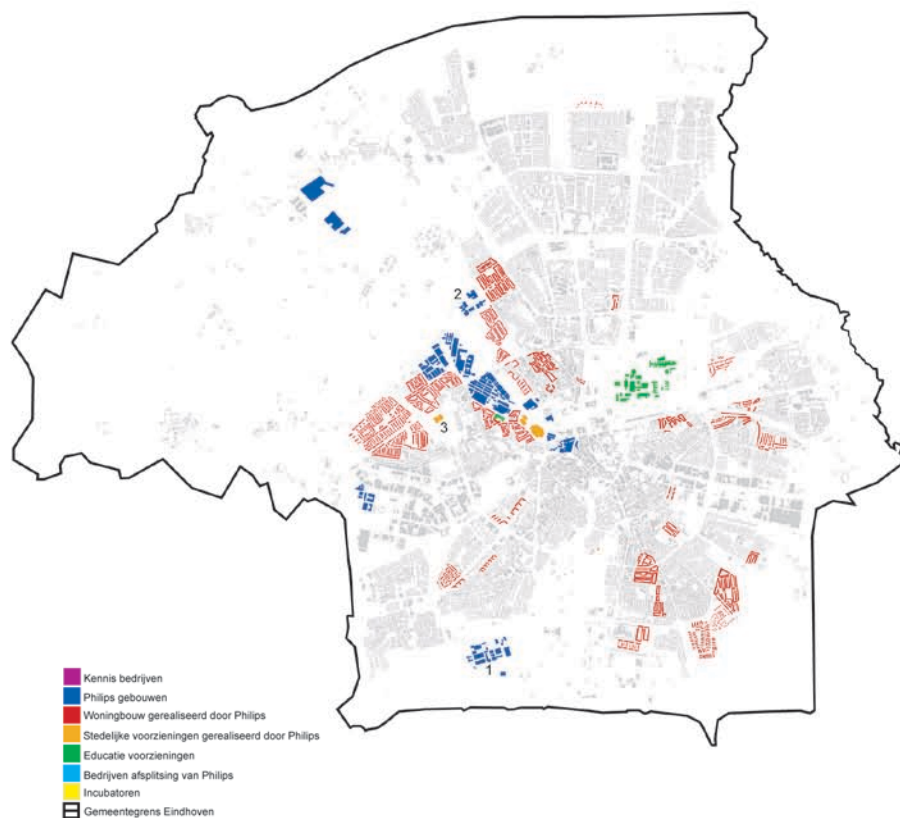 2
3
1
Kennis bedrijven
Philips gebouwen
Woningbouw gerealiseerd door Philips
Stedelijke voorzieningen gerealiseerd door Philips
Educatie voorzieningen
Bedrijven afsplitsing van Philips
Incubatoren
Gemeentegrens Eindhoven